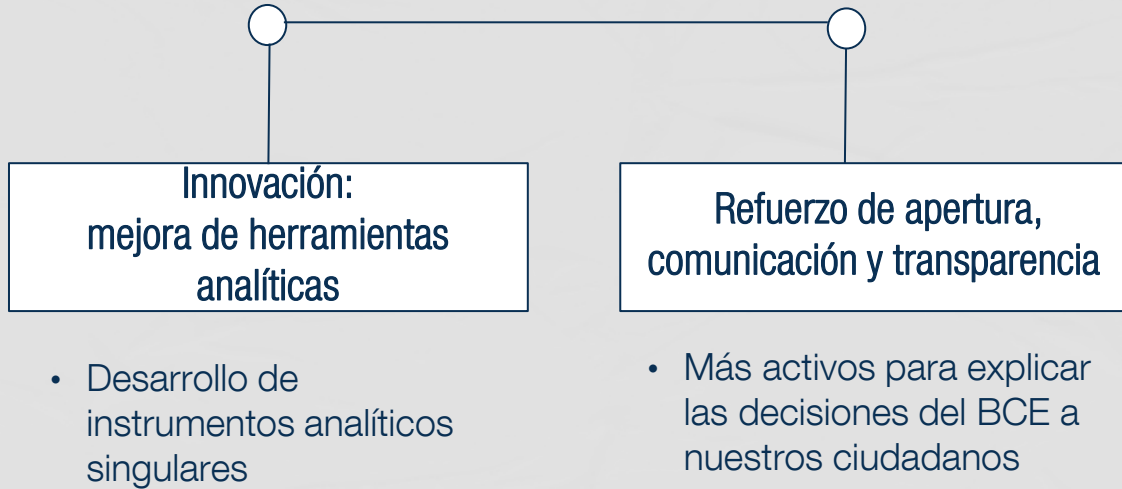 Innovación:
mejora de herramientas
analíticas
• Desarrollo de
instrumentos analíticos
singulares
Refuerzo de apertura,
comunicación y transparencia
• Más activos para explicar
las decisiones del BCE a
nuestros ciudadanos